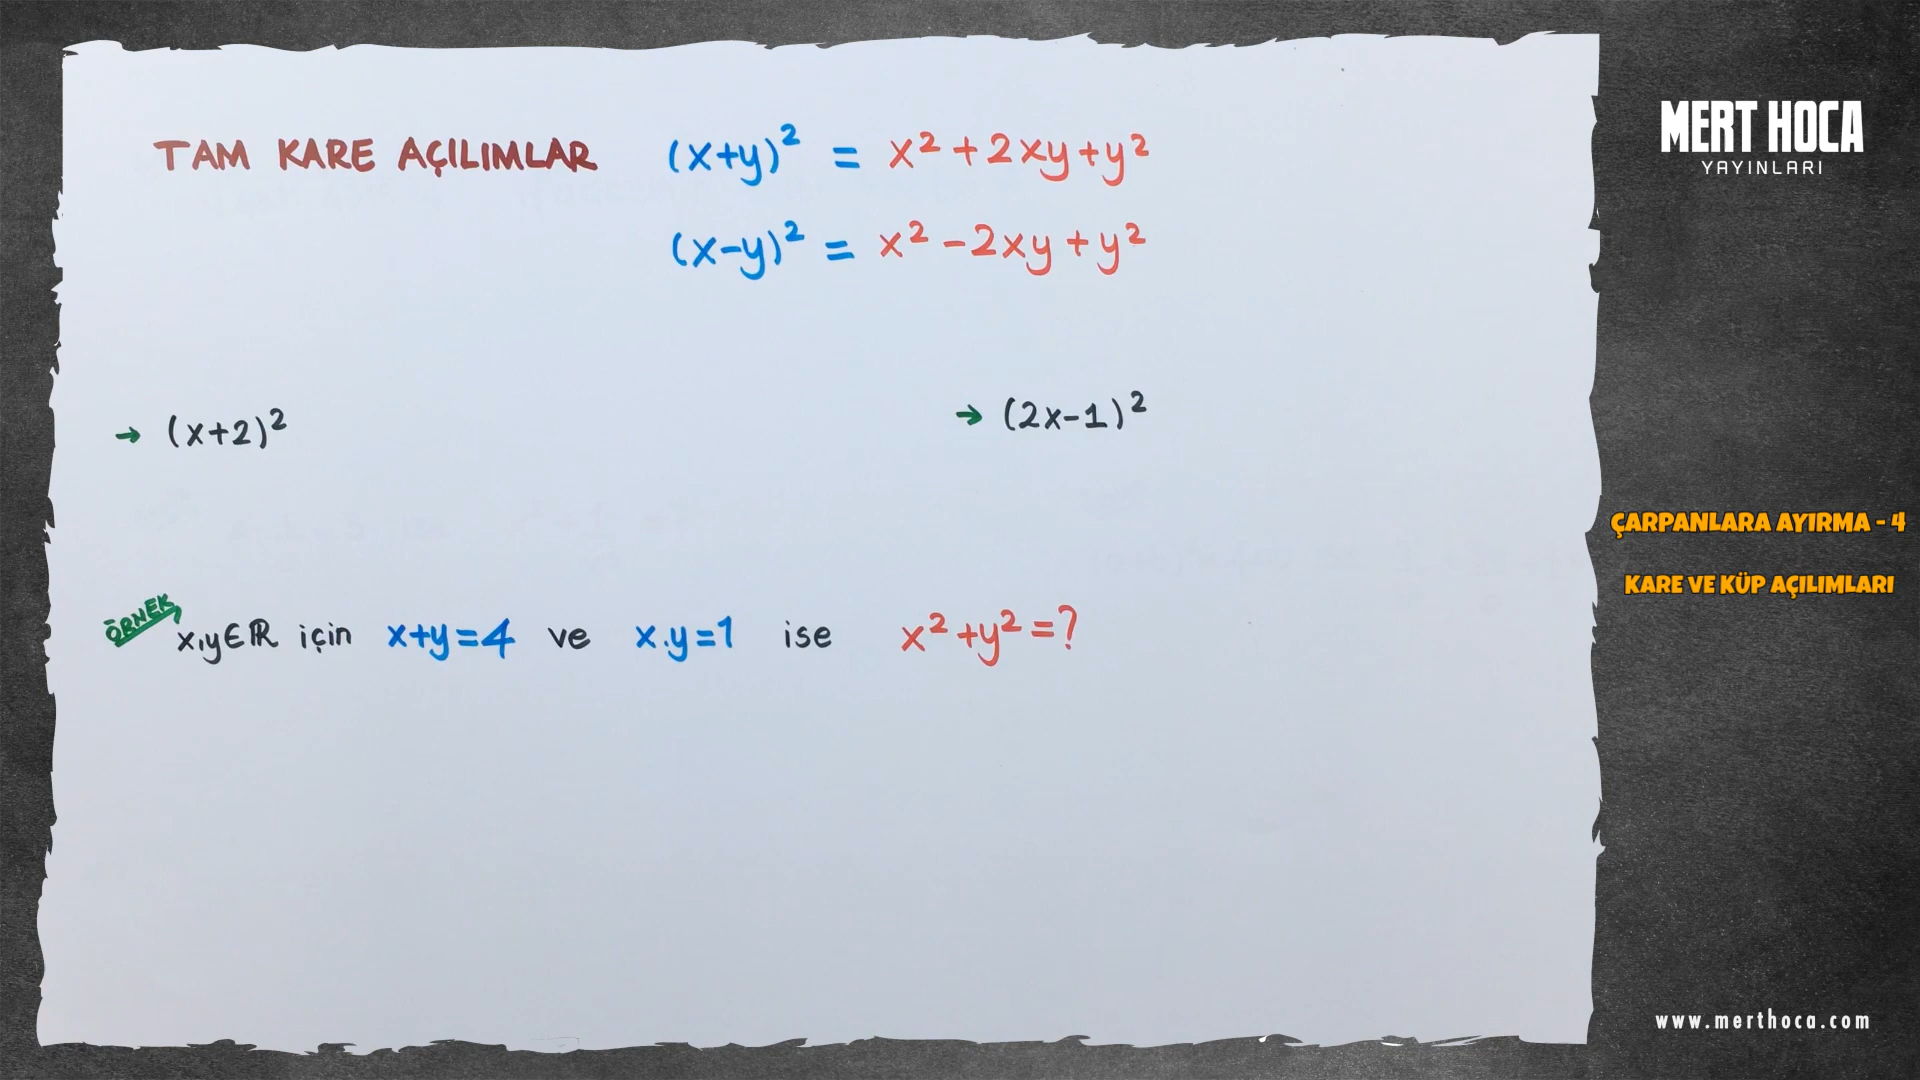 TAM KARE AÇILIMLAR (x+y)² = x²+2xy+y²
(x-y)² = x²-2xy+y²
→ (x+2)²
→ (2x-1)²
ÖRNEK x,y∈ℝ için x+y=4 ve x.y=1 ise x²+y²=?
MERT HOCA
YAYINLARI
ÇARPANLARA AYIRMA - 4
KARE VE KÜP AÇILIMLARI
www.merthoca.com